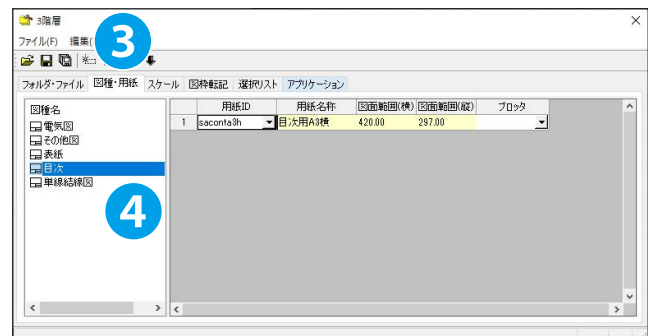 3階層
ファイル(F) 編集(
3
フォルダ・ファイル 図種・用紙 スケール 図枠転記 選択リスト アプリケーション
図種名
電気図
その他図
表紙
目次
単線結線図
4
用紙ID 用紙名称 図面範囲(横) 図面範囲(縦) プロッタ
1 saconta3h 目次用A3横 420.00 297.00